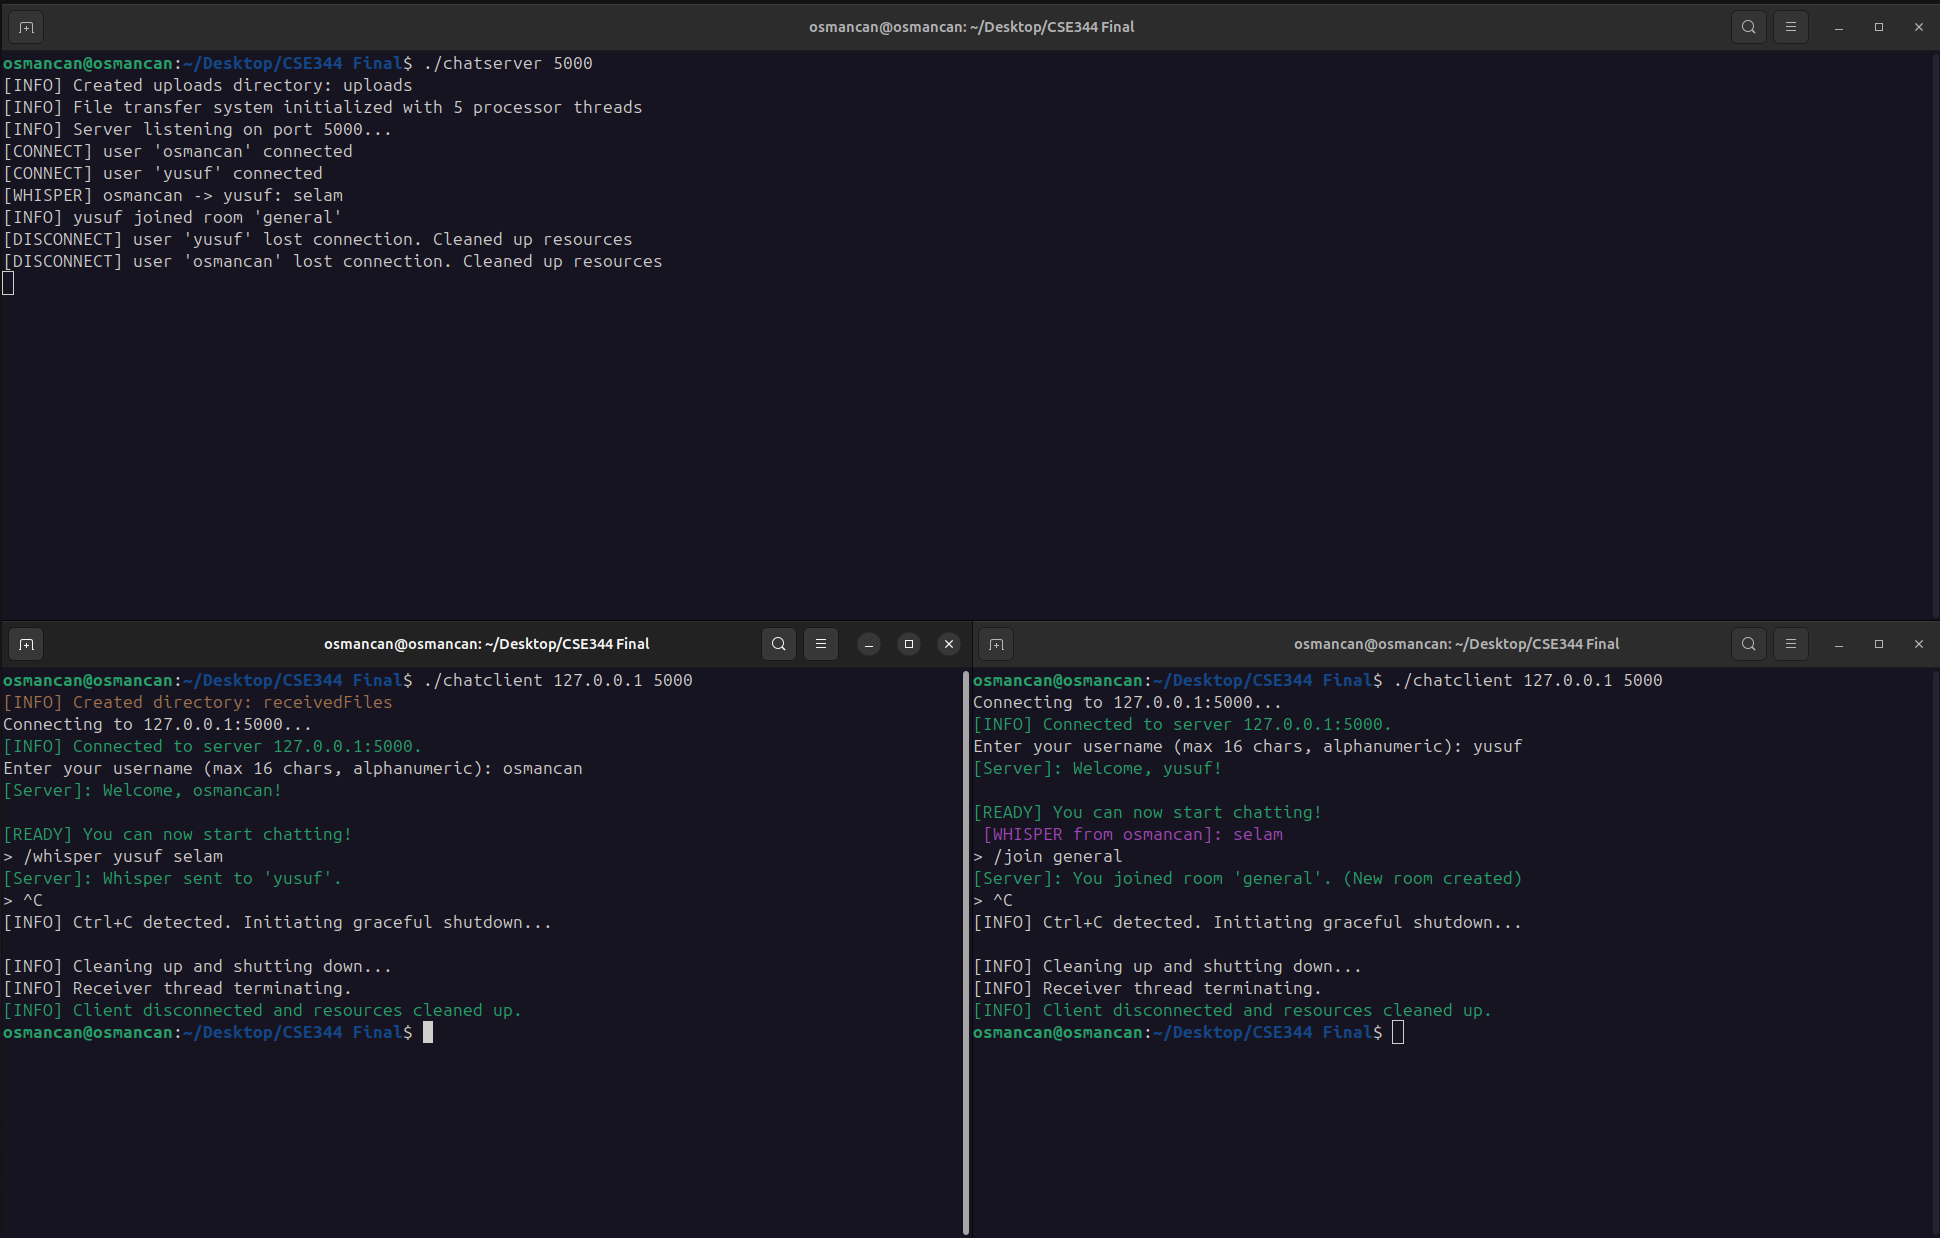 osmancan@osmancan: ~/Desktop/CSE344 Final
osmancan@osmancan:~/Desktop/CSE344 Final$ ./chatserver 5000
[INFO] Created uploads directory: uploads
[INFO] File transfer system initialized with 5 processor threads
[INFO] Server listening on port 5000...
[CONNECT] user 'osmancan' connected
[CONNECT] user 'yusuf' connected
[WHISPER] osmancan -> yusuf: selam
[INFO] yusuf joined room 'general'
[DISCONNECT] user 'yusuf' lost connection. Cleaned up resources
[DISCONNECT] user 'osmancan' lost connection. Cleaned up resources
osmancan@osmancan: ~/Desktop/CSE344 Final
osmancan@osmancan:~/Desktop/CSE344 Final$ ./chatclient 127.0.0.1 5000
[INFO] Created directory: receivedFiles
Connecting to 127.0.0.1:5000...
[INFO] Connected to server 127.0.0.1:5000.
Enter your username (max 16 chars, alphanumeric): osmancan
[Server]: Welcome, osmancan!
[READY] You can now start chatting!
> /whisper yusuf selam
[Server]: Whisper sent to 'yusuf'.
> ^C
[INFO] Ctrl+C detected. Initiating graceful shutdown...
[INFO] Cleaning up and shutting down...
[INFO] Receiver thread terminating.
[INFO] Client disconnected and resources cleaned up.
osmancan@osmancan:~/Desktop/CSE344 Final$
osmancan@osmancan: ~/Desktop/CSE344 Final
osmancan@osmancan:~/Desktop/CSE344 Final$ ./chatclient 127.0.0.1 5000
Connecting to 127.0.0.1:5000...
[INFO] Connected to server 127.0.0.1:5000.
Enter your username (max 16 chars, alphanumeric): yusuf
[Server]: Welcome, yusuf!
[READY] You can now start chatting!
[WHISPER from osmancan]: selam
> /join general
[Server]: You joined room 'general'. (New room created)
> ^C
[INFO] Ctrl+C detected. Initiating graceful shutdown...
[INFO] Cleaning up and shutting down...
[INFO] Receiver thread terminating.
[INFO] Client disconnected and resources cleaned up.
osmancan@osmancan:~/Desktop/CSE344 Final$